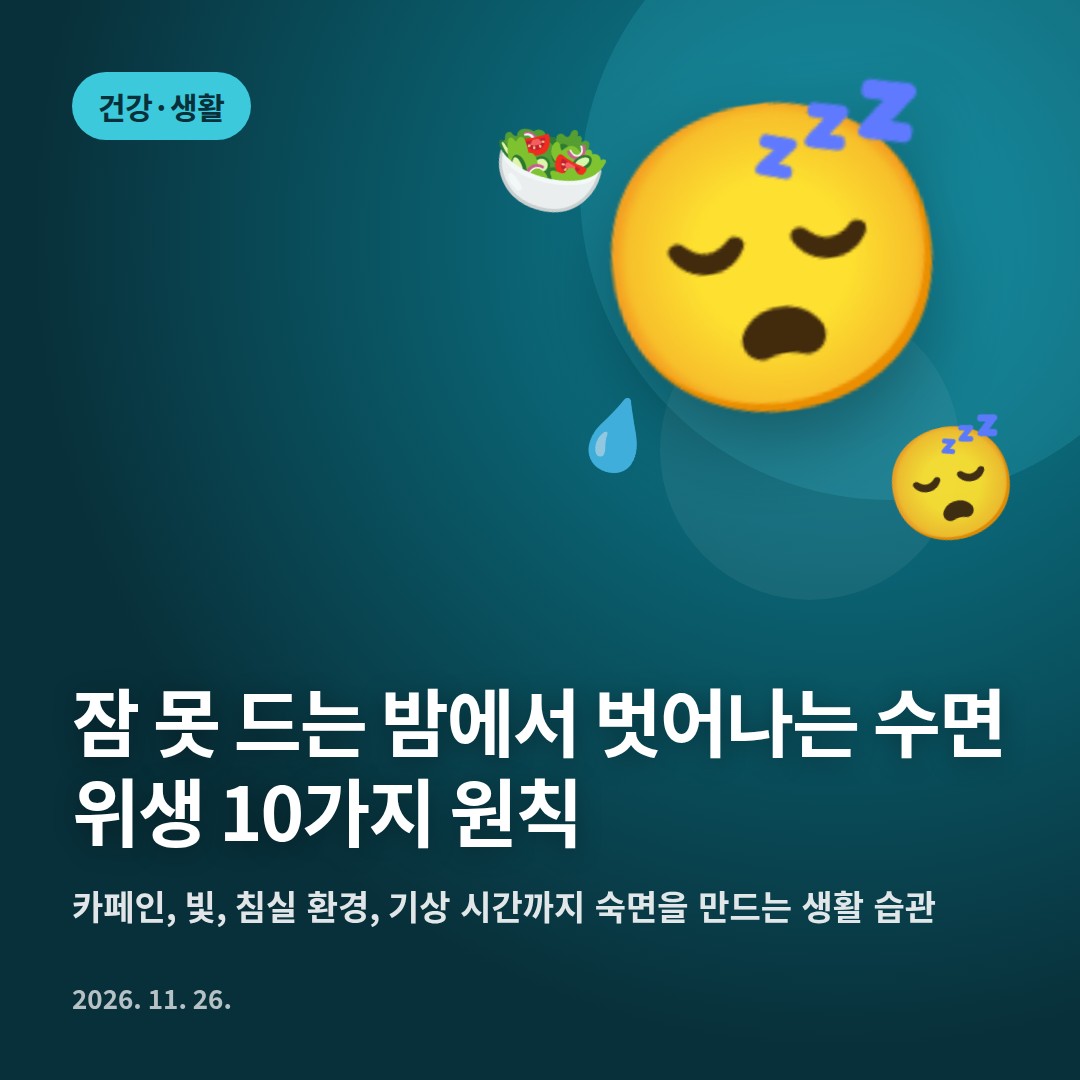 건강·생활
잠 못 드는 밤에서 벗어나는 수면
위생 10가지 원칙
카페인, 빛, 침실 환경, 기상 시간까지 숙면을 만드는 생활 습관
2026. 11. 26.